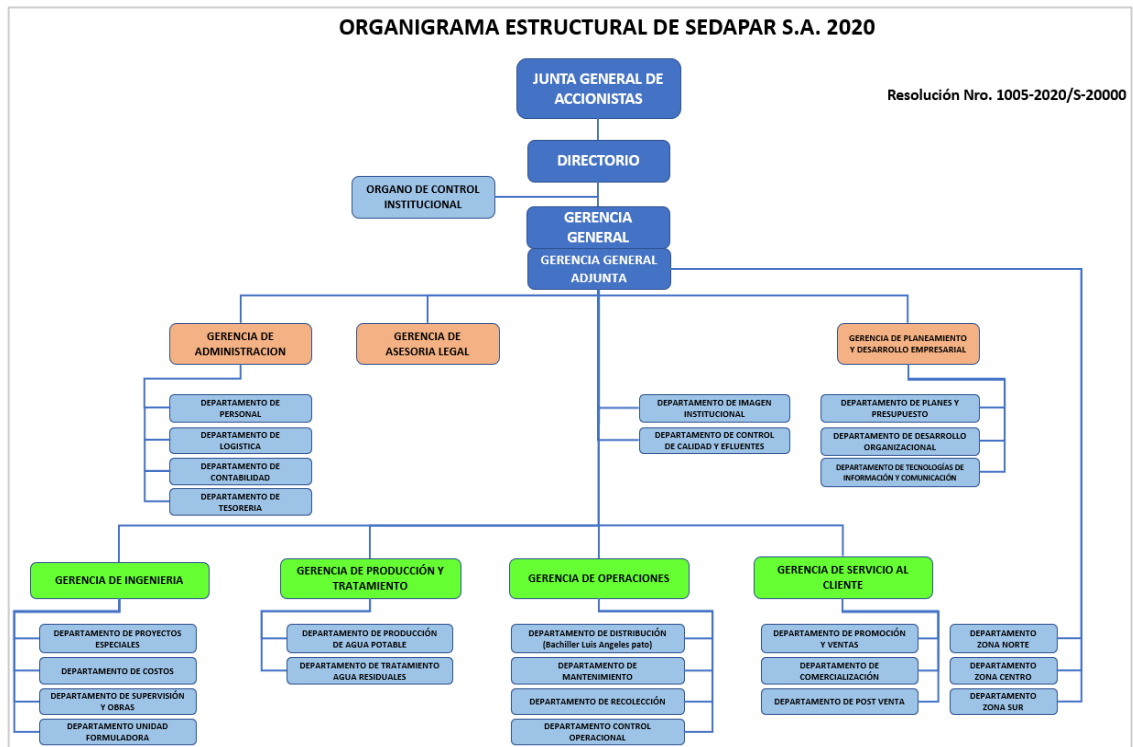 ORGANIGRAMA ESTRUCTURAL DE SEDAPAR S.A. 2020
JUNTA GENERAL DE
ACCIONISTAS
Resolución Nro. 1005-2020/S-20000
DIRECTORIO
ORGANO DE CONTROL
INSTITUCIONAL
GERENCIA
GENERAL
GERENCIA GENERAL
ADJUNTA
GERENCIA DE
ADMINISTRACION
GERENCIA DE
ASESORIA LEGAL
GERENCIA DE PLANEAMIENTO
Y DESARROLLO EMPRESARIAL
DEPARTAMENTO DE
PERSONAL
DEPARTAMENTO DE
LOGISTICA
DEPARTAMENTO DE
CONTABILIDAD
DEPARTAMENTO DE
TESORERIA
DEPARTAMENTO DE IMAGEN
INSTITUCIONAL
DEPARTAMENTO DE CONTROL
DE CALIDAD Y EFLUENTES
DEPARTAMENTO DE PLANES Y
PRESUPUESTO
DEPARTAMENTO DE DESARROLLO
ORGANIZACIONAL
DEPARTAMENTO DE TECNOLOGÍAS DE
INFORMACIÓN Y COMUNICACIÓN
GERENCIA DE INGENIERIA
GERENCIA DE PRODUCCIÓN Y
TRATAMIENTO
GERENCIA DE OPERACIONES
GERENCIA DE SERVICIO AL
CLIENTE
DEPARTAMENTO DE PROYECTOS
ESPECIALES
DEPARTAMENTO DE COSTOS
DEPARTAMENTO DE SUPERVISIÓN
Y OBRAS
DEPARTAMENTO UNIDAD
FORMULADORA
DEPARTAMENTO DE PRODUCCIÓN
DE AGUA POTABLE
DEPARTAMENTO DE TRATAMIENTO
AGUA RESIDUALES
DEPARTAMENTO DE DISTRIBUCIÓN
(Bachiller Luis Angeles pato)
DEPARTAMENTO DE
MANTENIMIENTO
DEPARTAMENTO DE RECOLECCIÓN
DEPARTAMENTO CONTROL
OPERACIONAL
DEPARTAMENTO DE PROMOCIÓN
Y VENTAS
DEPARTAMENTO DE
COMERCIALIZACIÓN
DEPARTAMENTO DE POST VENTA
DEPARTAMENTO
ZONA NORTE
DEPARTAMENTO
ZONA CENTRO
DEPARTAMENTO
ZONA SUR